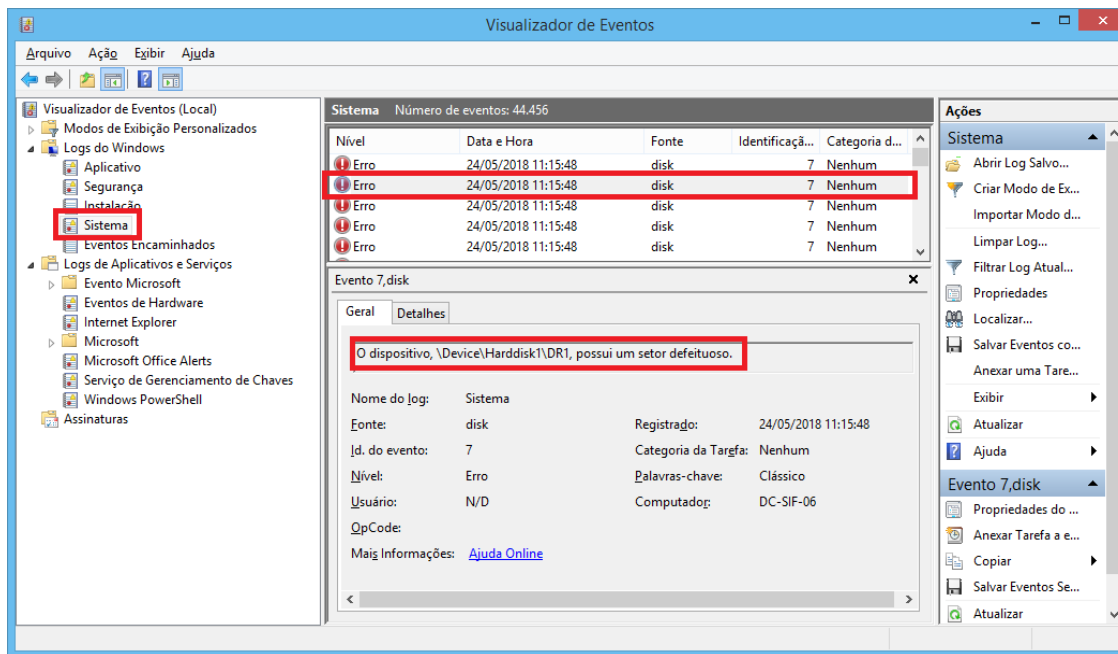 Visualizador de Eventos
Arquivo Ação Exibir Ajuda
Visualizador de Eventos (Local)
Modos de Exibição Personalizados
Logs do Windows
Aplicativo
Segurança
Instalação
Sistema
Eventos Encaminhados
Logs de Aplicativos e Serviços
Evento Microsoft
Eventos de Hardware
Internet Explorer
Microsoft
Microsoft Office Alerts
Serviço de Gerenciamento de Chaves
Windows PowerShell
Assinaturas
Sistema Número de eventos: 44.456
Nível Data e Hora Fonte Identificaçã... Categoria d...
Erro 24/05/2018 11:15:48 disk 7 Nenhum
Erro 24/05/2018 11:15:48 disk 7 Nenhum
Erro 24/05/2018 11:15:48 disk 7 Nenhum
Erro 24/05/2018 11:15:48 disk 7 Nenhum
Erro 24/05/2018 11:15:48 disk 7 Nenhum
Evento 7,disk
Geral Detalhes
O dispositivo, \Device\Harddisk1\DR1, possui um setor defeituoso.
Nome do log: Sistema
Fonte: disk Registrado: 24/05/2018 11:15:48
Id. do evento: 7 Categoria da Tarefa: Nenhum
Nível: Erro Palavras-chave: Clássico
Usuário: N/D Computador: DC-SIF-06
OpCode:
Mais Informações: Ajuda Online
Ações
Sistema
Abrir Log Salvo...
Criar Modo de Ex...
Importar Modo d...
Limpar Log...
Filtrar Log Atual...
Propriedades
Localizar...
Salvar Eventos co...
Anexar uma Tare...
Exibir
Atualizar
Ajuda
Evento 7,disk
Propriedades do ...
Anexar Tarefa a e...
Copiar
Salvar Eventos Se...
Atualizar